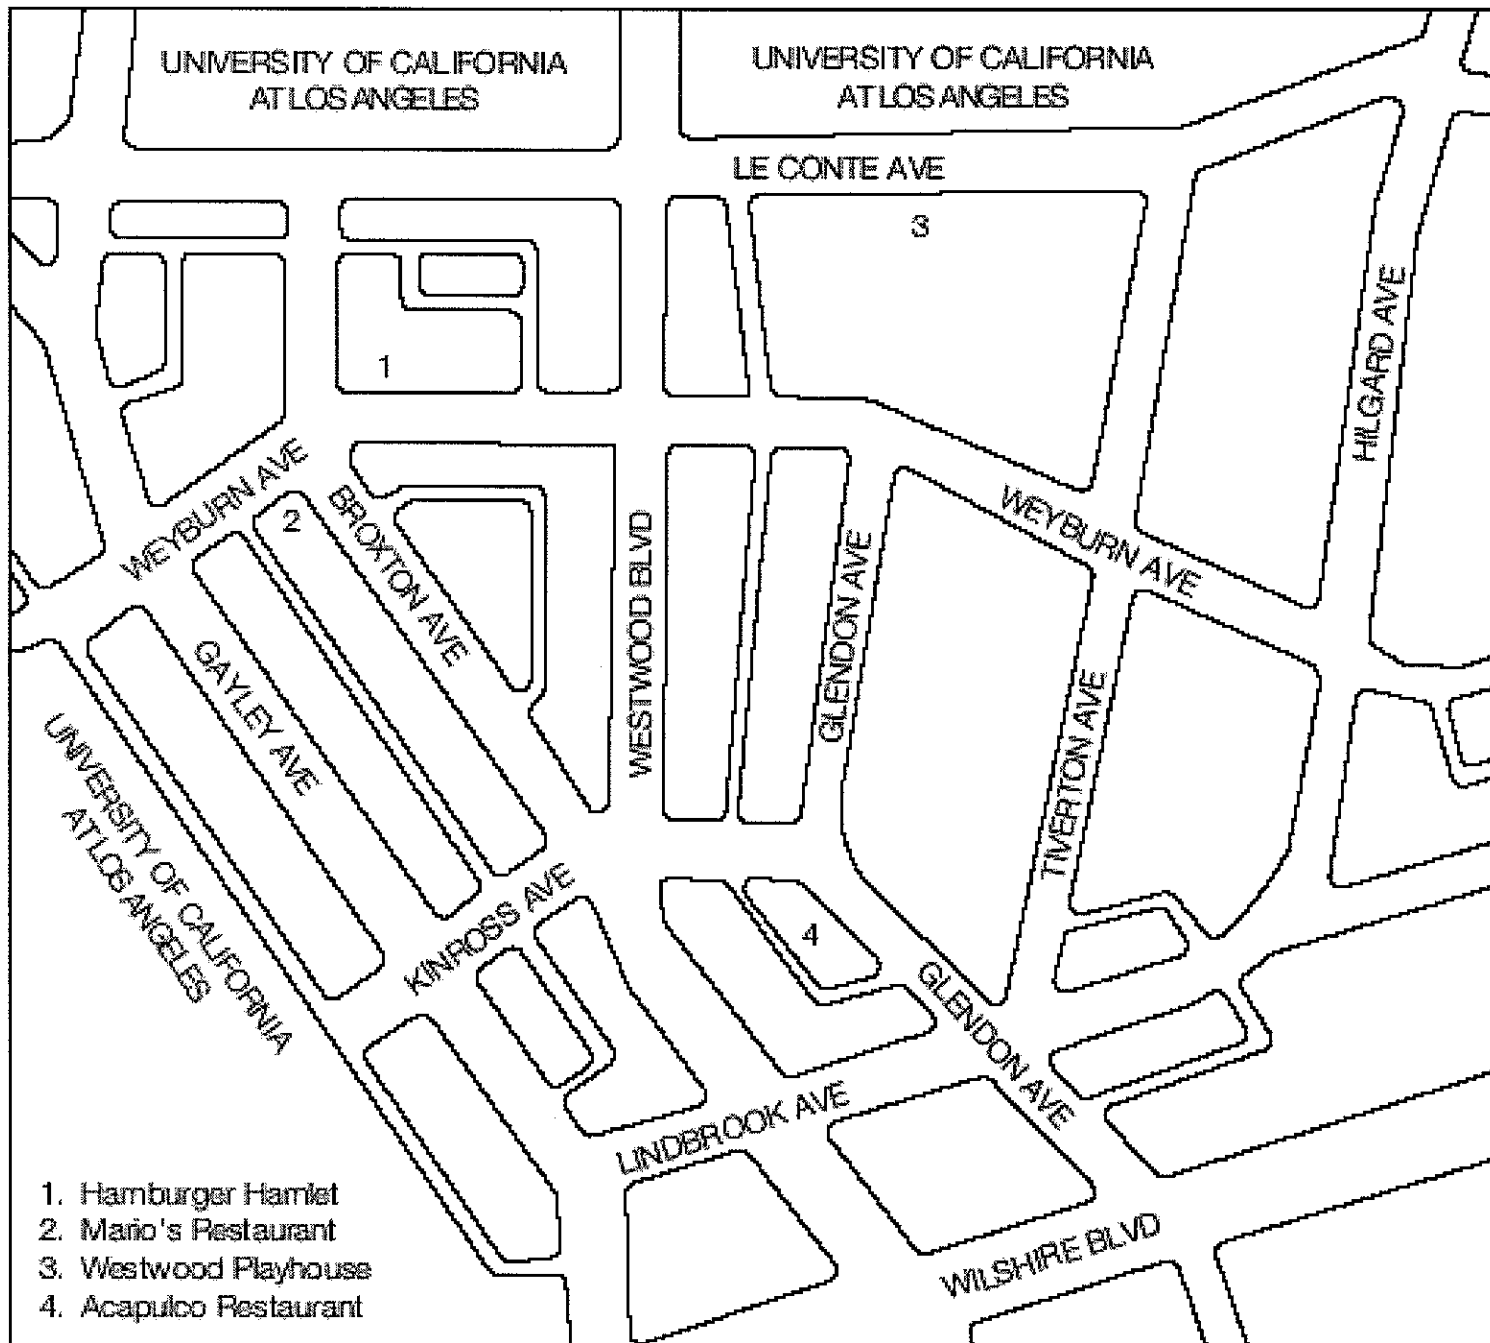 UNIVERSITY OF CALIFORNIA
AT LOS ANGELES
UNIVERSITY OF CALIFORNIA
AT LOS ANGELES
LE CONTE AVE
3
HILGARD AVE
1
WEYBURN AVE
2
BROXTON AVE
WESTWOOD BLVD
GLENDON AVE
WEYBURN AVE
GAYLEY AVE
TIVERTON AVE
UNIVERSITY OF CALIFORNIA
AT LOS ANGELES
KINROSS AVE
4
GLENDON AVE
LINDBROOK AVE
WILSHIRE BLVD
1. Hamburger Hamlet
2. Mario's Restaurant
3. Westwood Playhouse
4. Acapulco Restaurant